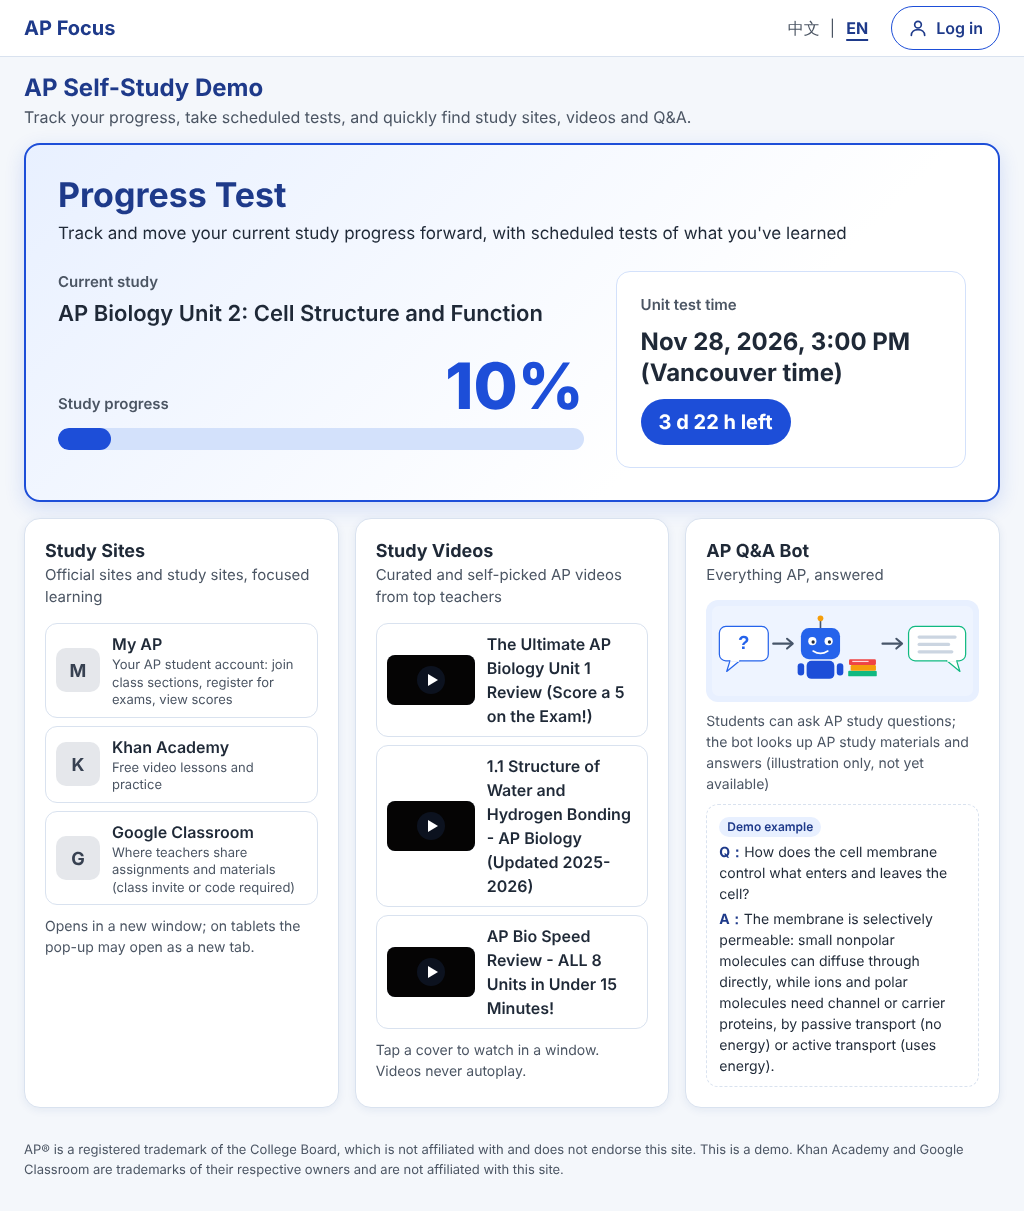 AP Focus
中文 | EN
Log in
AP Self-Study Demo
Track your progress, take scheduled tests, and quickly find study sites, videos and Q&A.
Progress Test
Track and move your current study progress forward, with scheduled tests of what you've learned
Current study
AP Biology Unit 2: Cell Structure and Function
Study progress
10%
Unit test time
Nov 28, 2026, 3:00 PM
(Vancouver time)
3 d 22 h left
Study Sites
Official sites and study sites, focused
learning
M
My AP
Your AP student account: join
class sections, register for
exams, view scores
K
Khan Academy
Free video lessons and
practice
G
Google Classroom
Where teachers share
assignments and materials
(class invite or code required)
Opens in a new window; on tablets the
pop-up may open as a new tab.
Study Videos
Curated and self-picked AP videos
from top teachers
The Ultimate AP
Biology Unit 1
Review (Score a 5
on the Exam!)
1.1 Structure of
Water and
Hydrogen Bonding
- AP Biology
(Updated 2025-
2026)
AP Bio Speed
Review - ALL 8
Units in Under 15
Minutes!
Tap a cover to watch in a window.
Videos never autoplay.
AP Q&A Bot
Everything AP, answered
?
Students can ask AP study questions;
the bot looks up AP study materials and
answers (illustration only, not yet
available)
Demo example
Q：How does the cell membrane
control what enters and leaves the
cell?
A：The membrane is selectively
permeable: small nonpolar
molecules can diffuse through
directly, while ions and polar
molecules need channel or carrier
proteins, by passive transport (no
energy) or active transport (uses
energy).
AP® is a registered trademark of the College Board, which is not affiliated with and does not endorse this site. This is a demo. Khan Academy and Google
Classroom are trademarks of their respective owners and are not affiliated with this site.